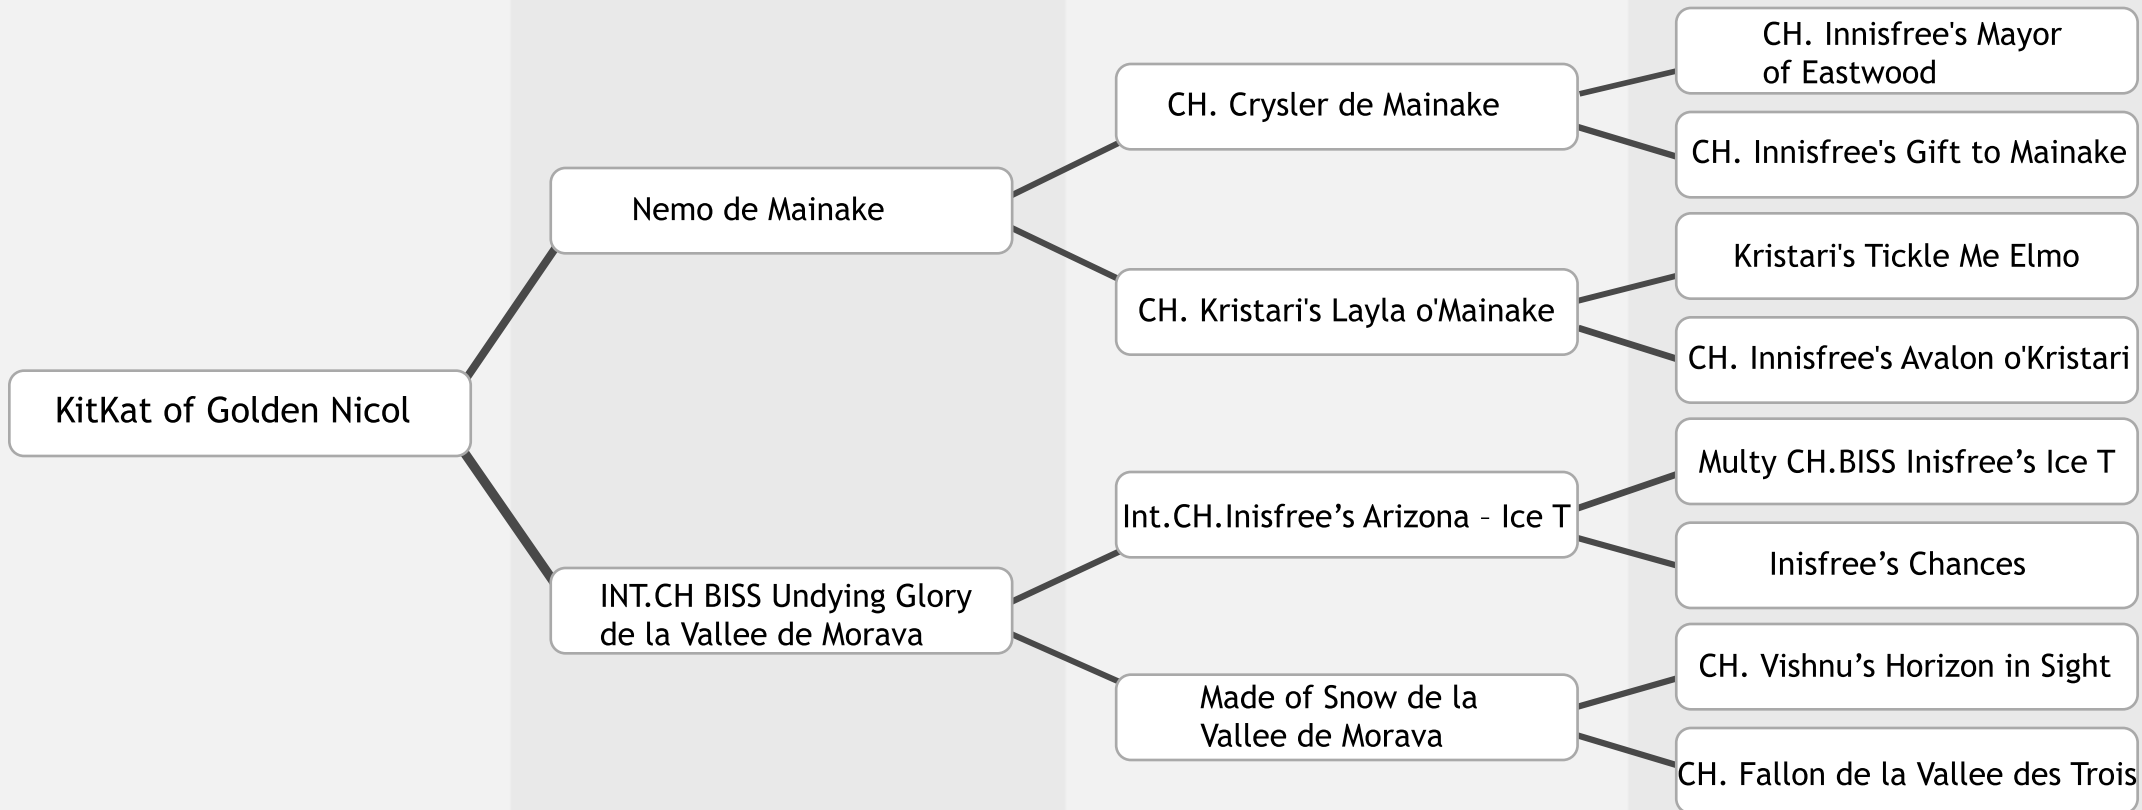 KitKat of Golden Nicol
Nemo de Mainake
INT.CH BISS Undying Glory
de la Vallee de Morava
CH. Crysler de Mainake
CH. Kristari's Layla o'Mainake
Int.CH.Inisfree’s Arizona – Ice T
Made of Snow de la
Vallee de Morava
CH. Innisfree's Mayor
of Eastwood
CH. Innisfree's Gift to Mainake
Kristari's Tickle Me Elmo
CH. Innisfree's Avalon o'Kristari
Multy CH.BISS Inisfree’s Ice T
Inisfree’s Chances
CH. Vishnu’s Horizon in Sight
CH. Fallon de la Vallee des Trois